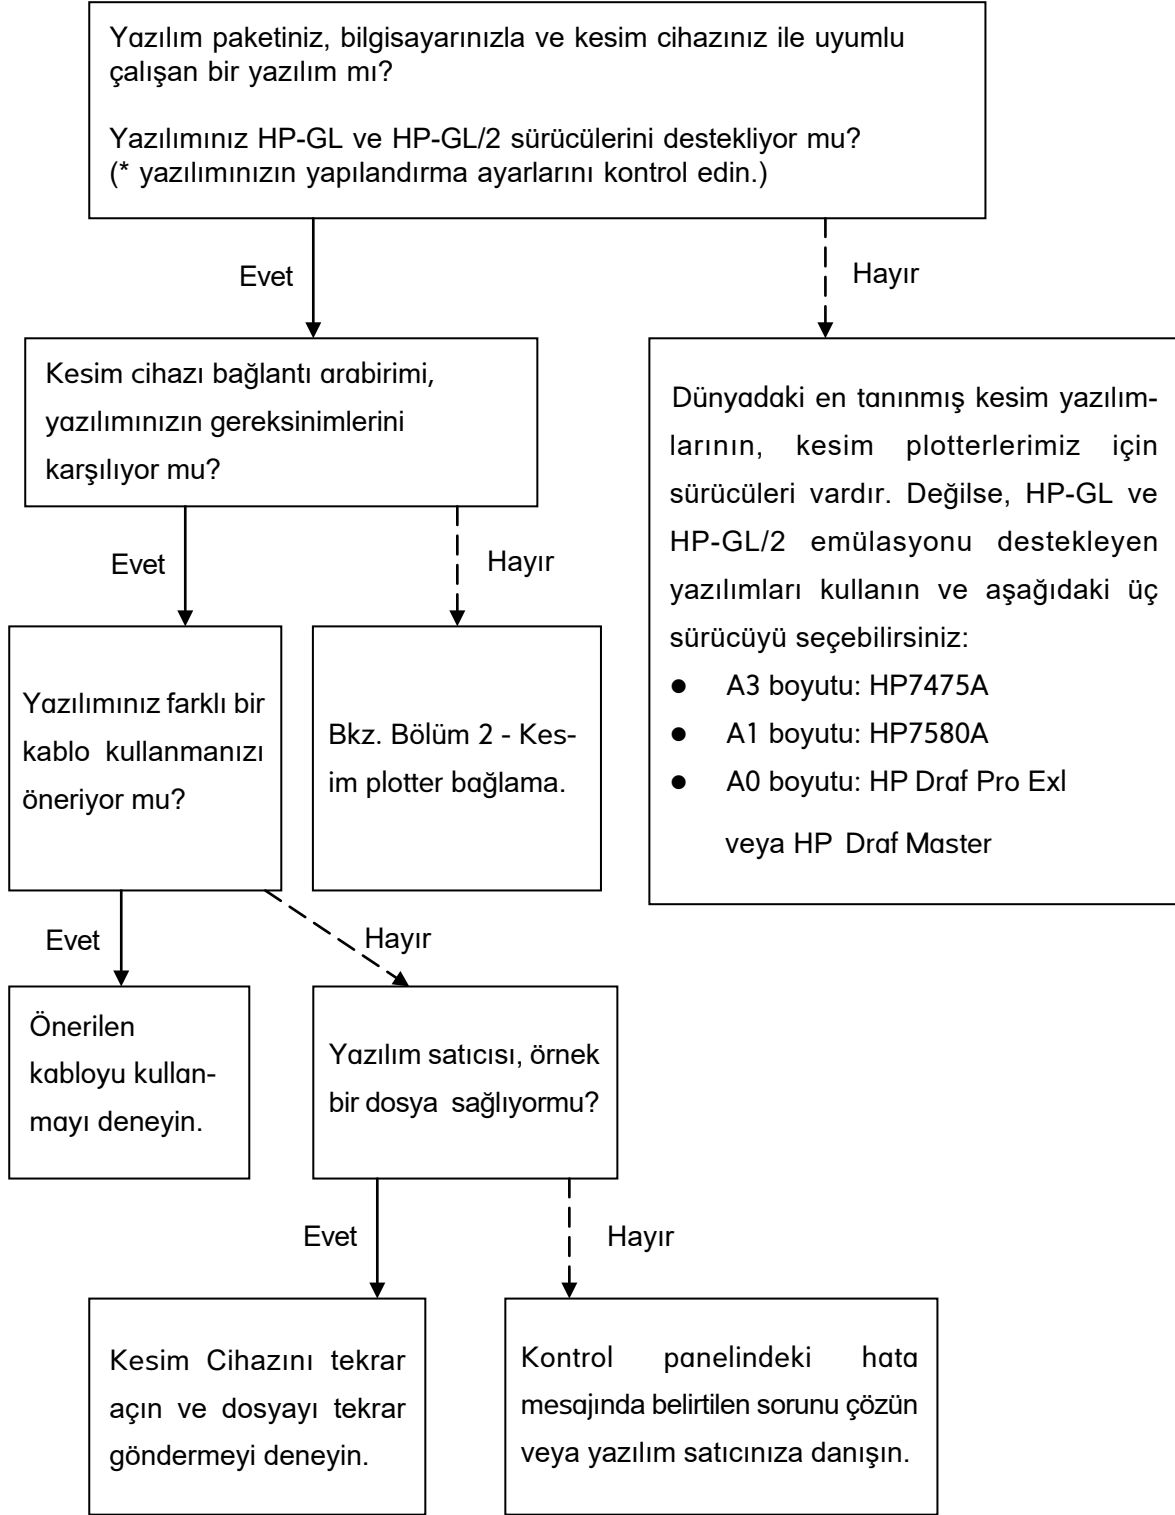 Yazılım paketiniz, bilgisayarınızla ve kesim cihazınız ile uyumlu
çalışan bir yazılım mı?
Yazılımınız HP-GL ve HP-GL/2 sürücülerini destekliyor mu?
(* yazılımınızın yapılandırma ayarlarını kontrol edin.)
Evet
Hayır
Kesim cihazı bağlantı arabirimi,
yazılımınızın gereksinimlerini
karşılıyor mu?
Dünyadaki en tanınmış kesim yazılım-
larının, kesim plotterlerimiz için
sürücüleri vardır. Değilse, HP-GL ve
HP-GL/2 emülasyonu destekleyen
yazılımları kullanın ve aşağıdaki üç
sürücüyü seçebilirsiniz:
● A3 boyutu: HP7475A
● A1 boyutu: HP7580A
● A0 boyutu: HP Draf Pro Exl
veya HP Draf Master
Evet
Hayır
Yazılımınız farklı bir
kablo kullanmanızı
öneriyor mu?
Bkz. Bölüm 2 - Kes-
im plotter bağlama.
Evet
Hayır
Önerilen
kabloyu kullan-
mayı deneyin.
Yazılım satıcısı, örnek
bir dosya sağlıyormu?
Evet
Hayır
Kesim Cihazını tekrar
açın ve dosyayı tekrar
göndermeyi deneyin.
Kontrol panelindeki hata
mesajında belirtilen sorunu çözün
veya yazılım satıcınıza danışın.